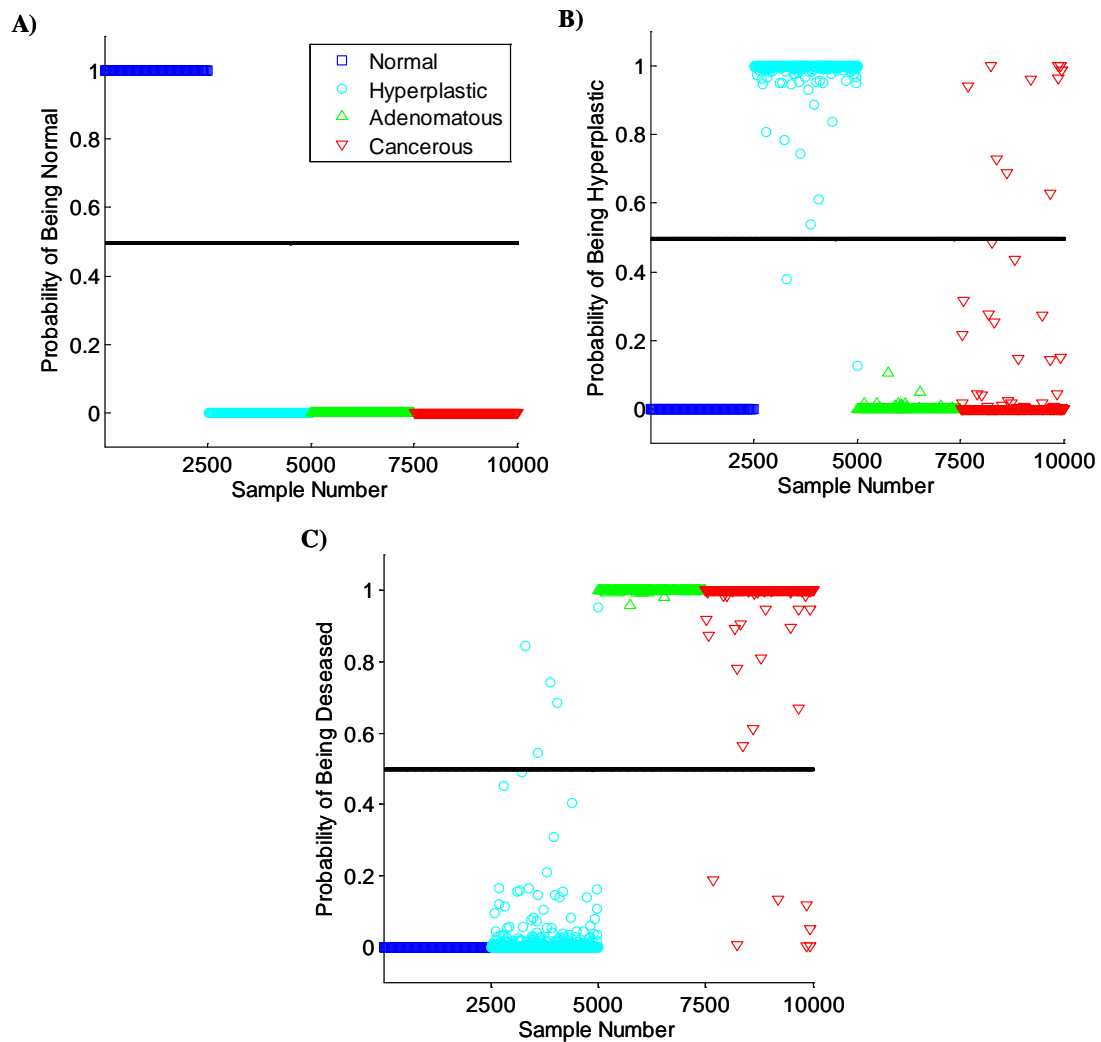 A)
Probability of Being Normal
1
0.8
0.6
0.4
0.2
0
Normal
Hyperplastic
Adenomatous
Cancerous
2500 5000 7500 10000
Sample Number
B)
Probability of Being Hyperplastic
1
0.8
0.6
0.4
0.2
0
2500 5000 7500 10000
Sample Number
C)
Probability of Being Deseased
1
0.8
0.6
0.4
0.2
0
2500 5000 7500 10000
Sample Number